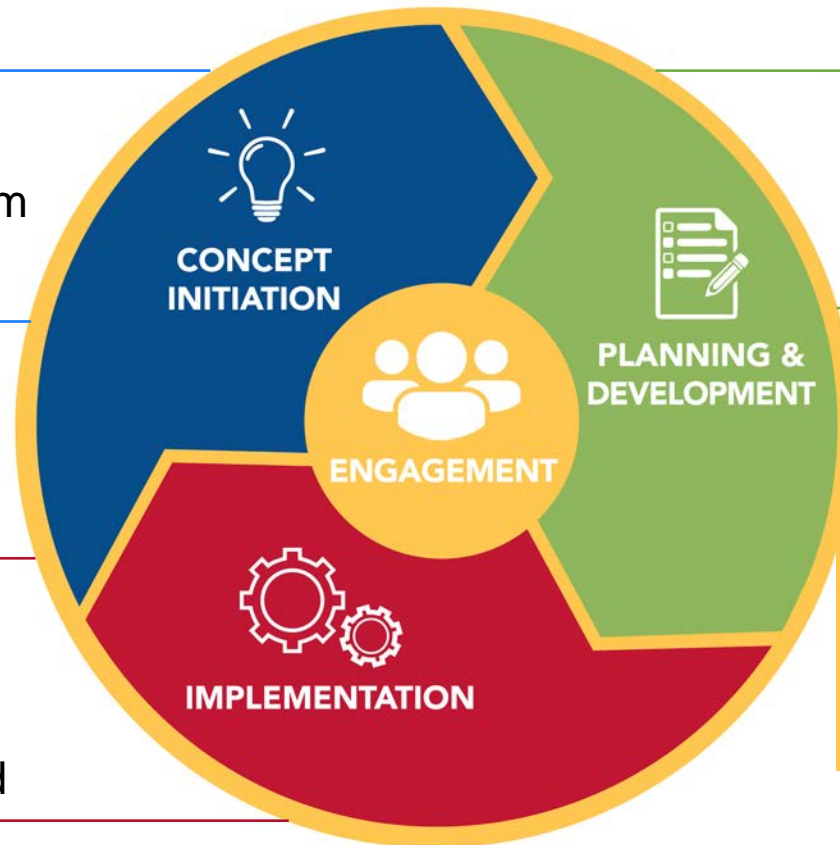 m
CONCEPT
INITIATION
PLANNING &
DEVELOPMENT
ENGAGEMENT
IMPLEMENTATION
d